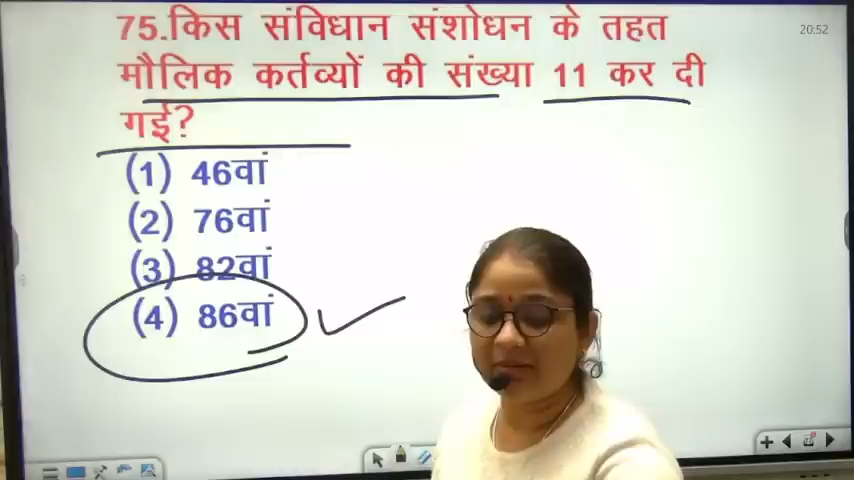 20:52
75.किस संविधान संशोधन के तहत
मौलिक कर्तव्यों की संख्या 11 कर दी
गई?
(1) 46वां
(2) 76वां
(3) 82वां
(4) 86वां